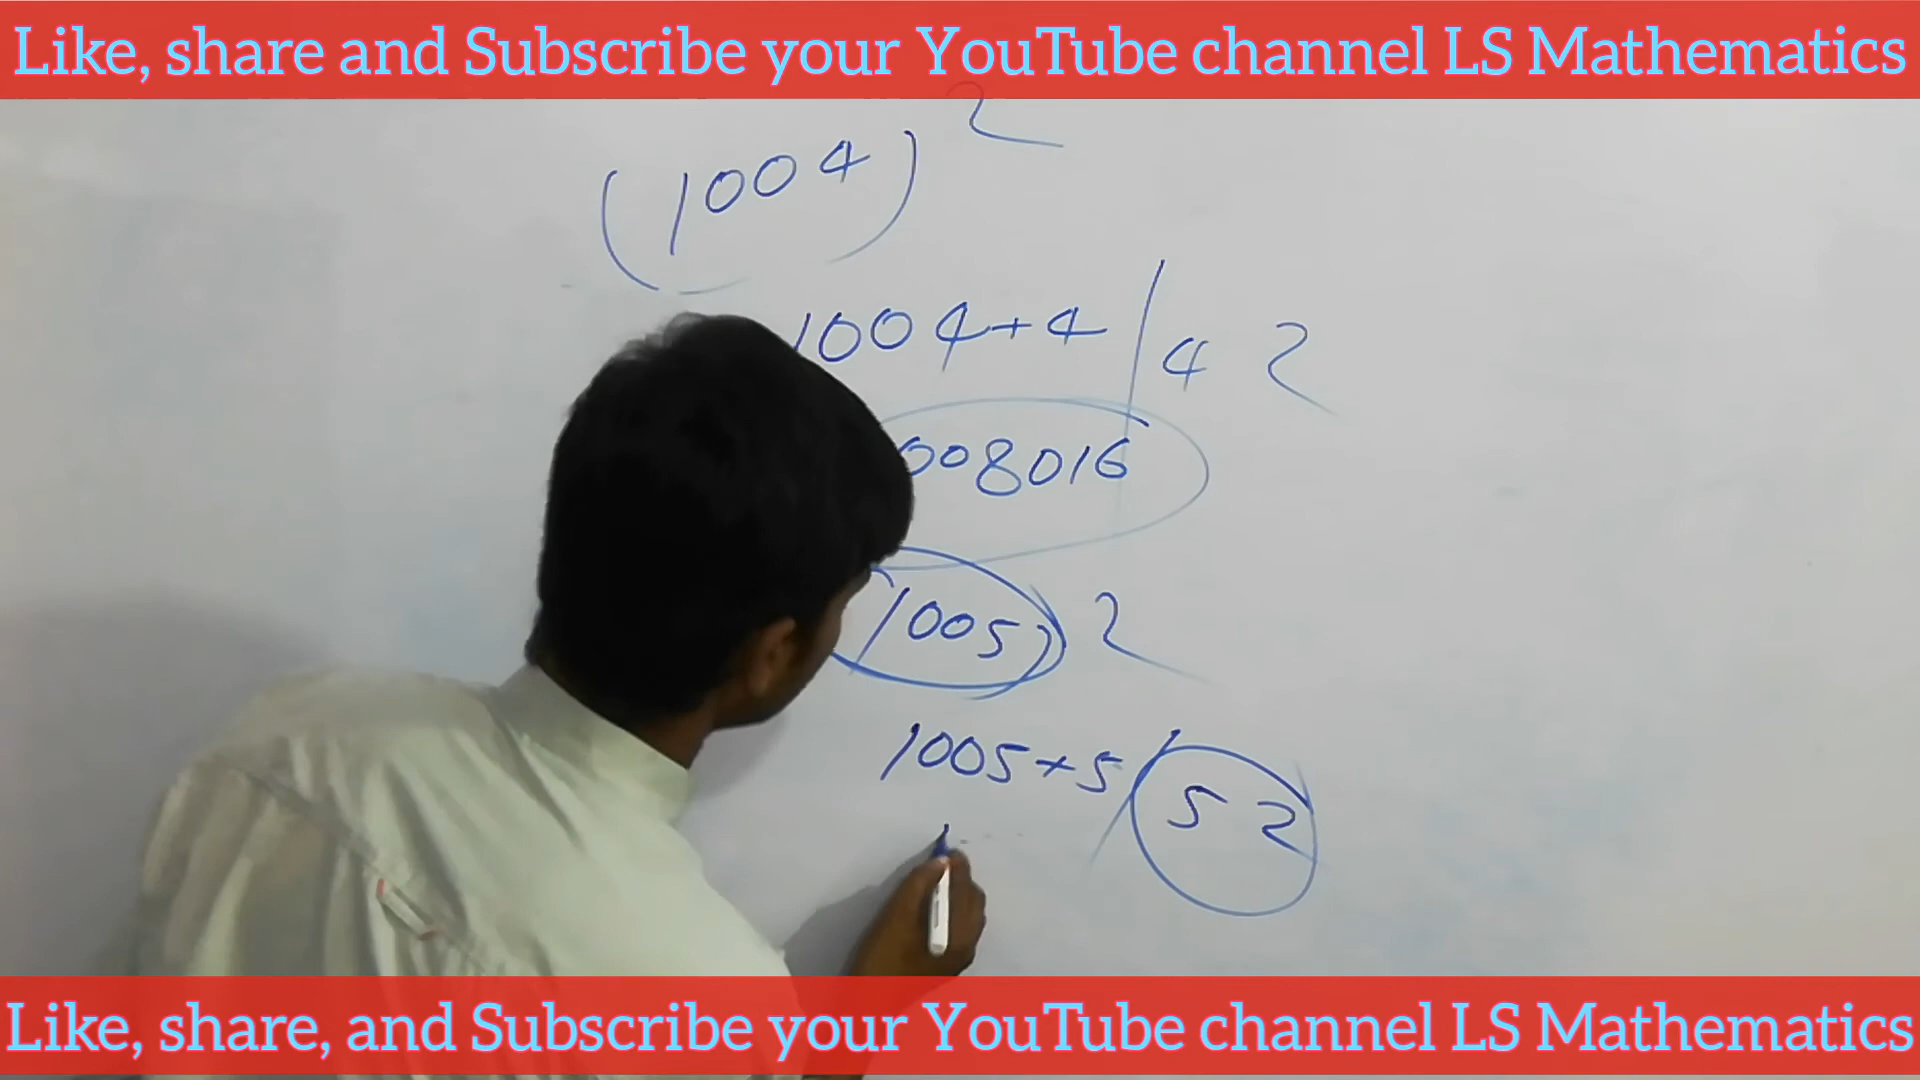 Like, share and Subscribe your YouTube channel LS Mathematics
(1004)²
1004+4/4²
008016
(1005)²
1005+5/5²
Like, share, and Subscribe your YouTube channel LS Mathematics